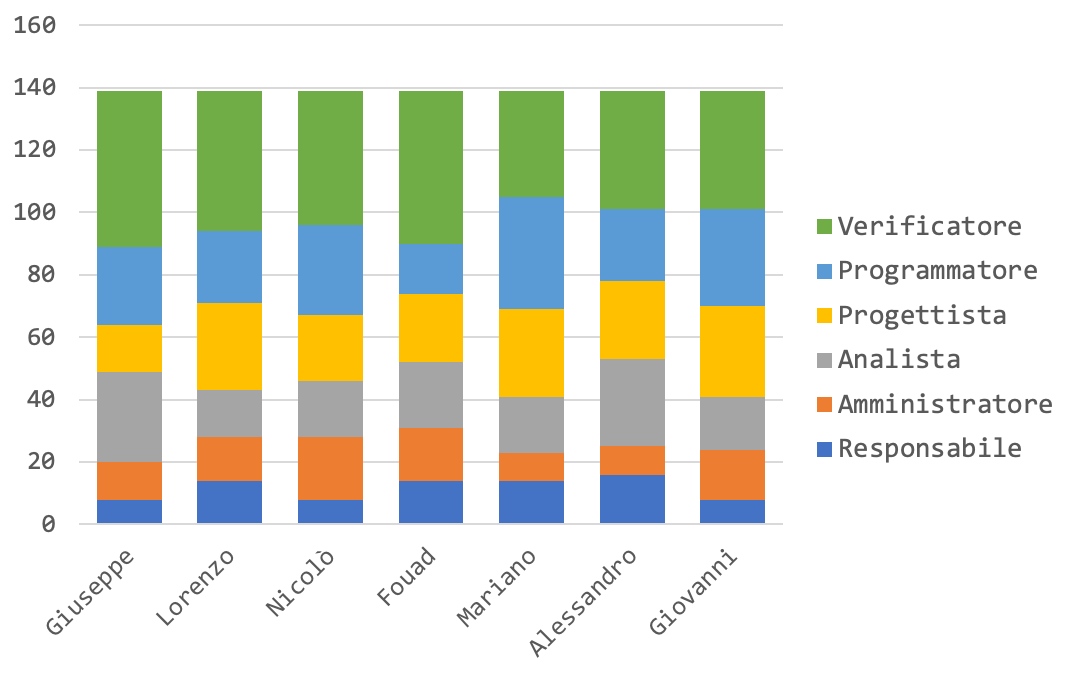 160
140
120
100
80
60
40
20
0
Giuseppe
Lorenzo
Nicolò
Fouad
Mariano
Alessandro
Giovanni
Verificatore
Programmatore
Progettista
Analista
Amministratore
Responsabile